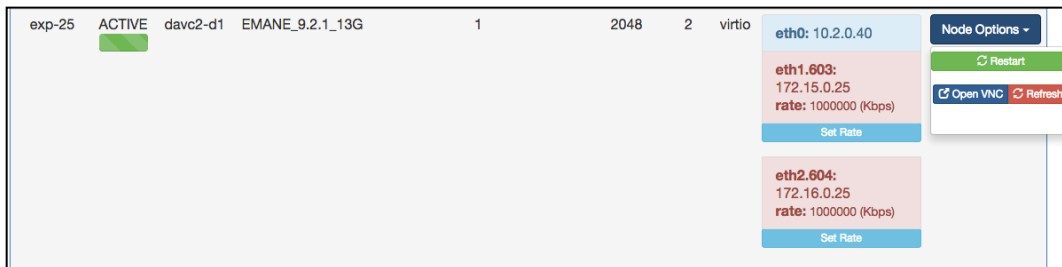 exp-25 ACTIVE davc2-d1 EMANE_9.2.1_13G 1 2048 2 virtio eth0: 10.2.0.40 Node Options
Restart
Open VNC Refresh
eth1.603:
172.15.0.25
rate: 1000000 (Kbps)
Set Rate
eth2.604:
172.16.0.25
rate: 1000000 (Kbps)
Set Rate